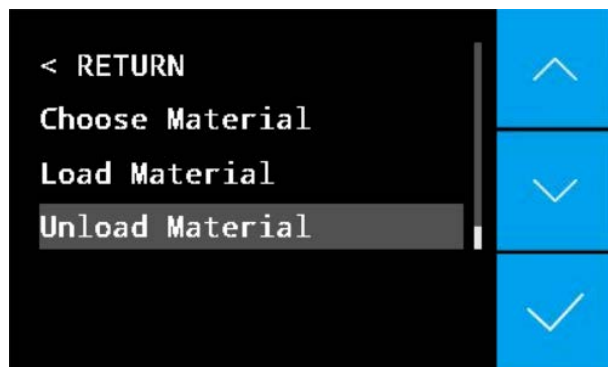 < RETURN
Choose Material
Load Material
Unload Material